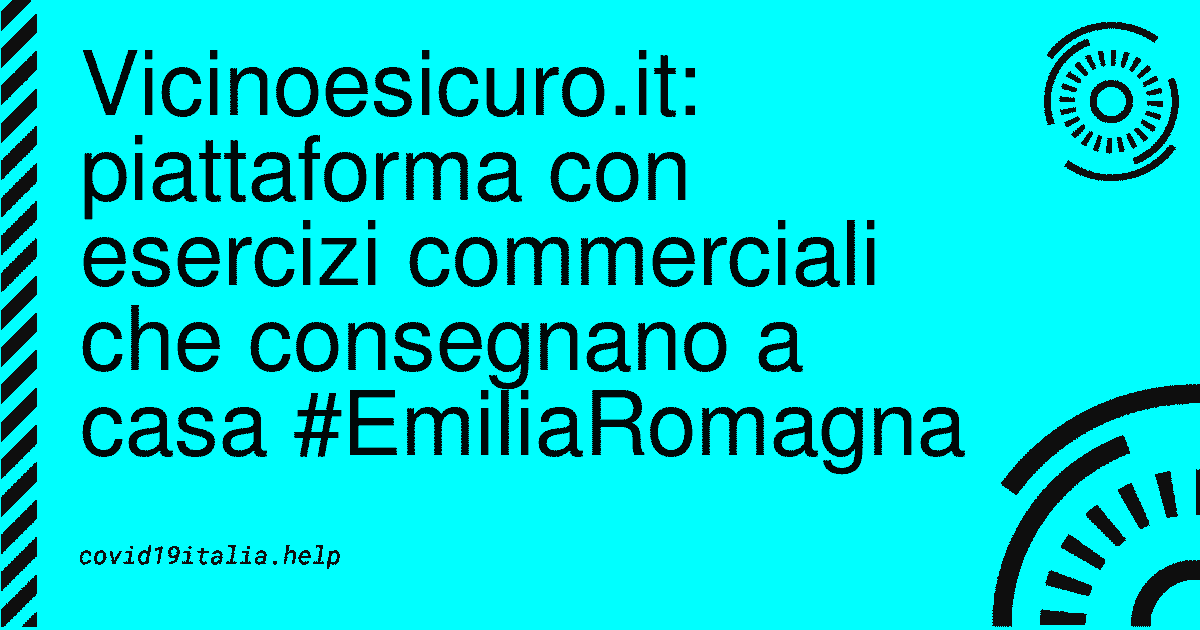 Vicinoesicuro.it:
piattaforma con
esercizi commerciali
che consegnano a
casa #EmiliaRomagna
covid19italia.help